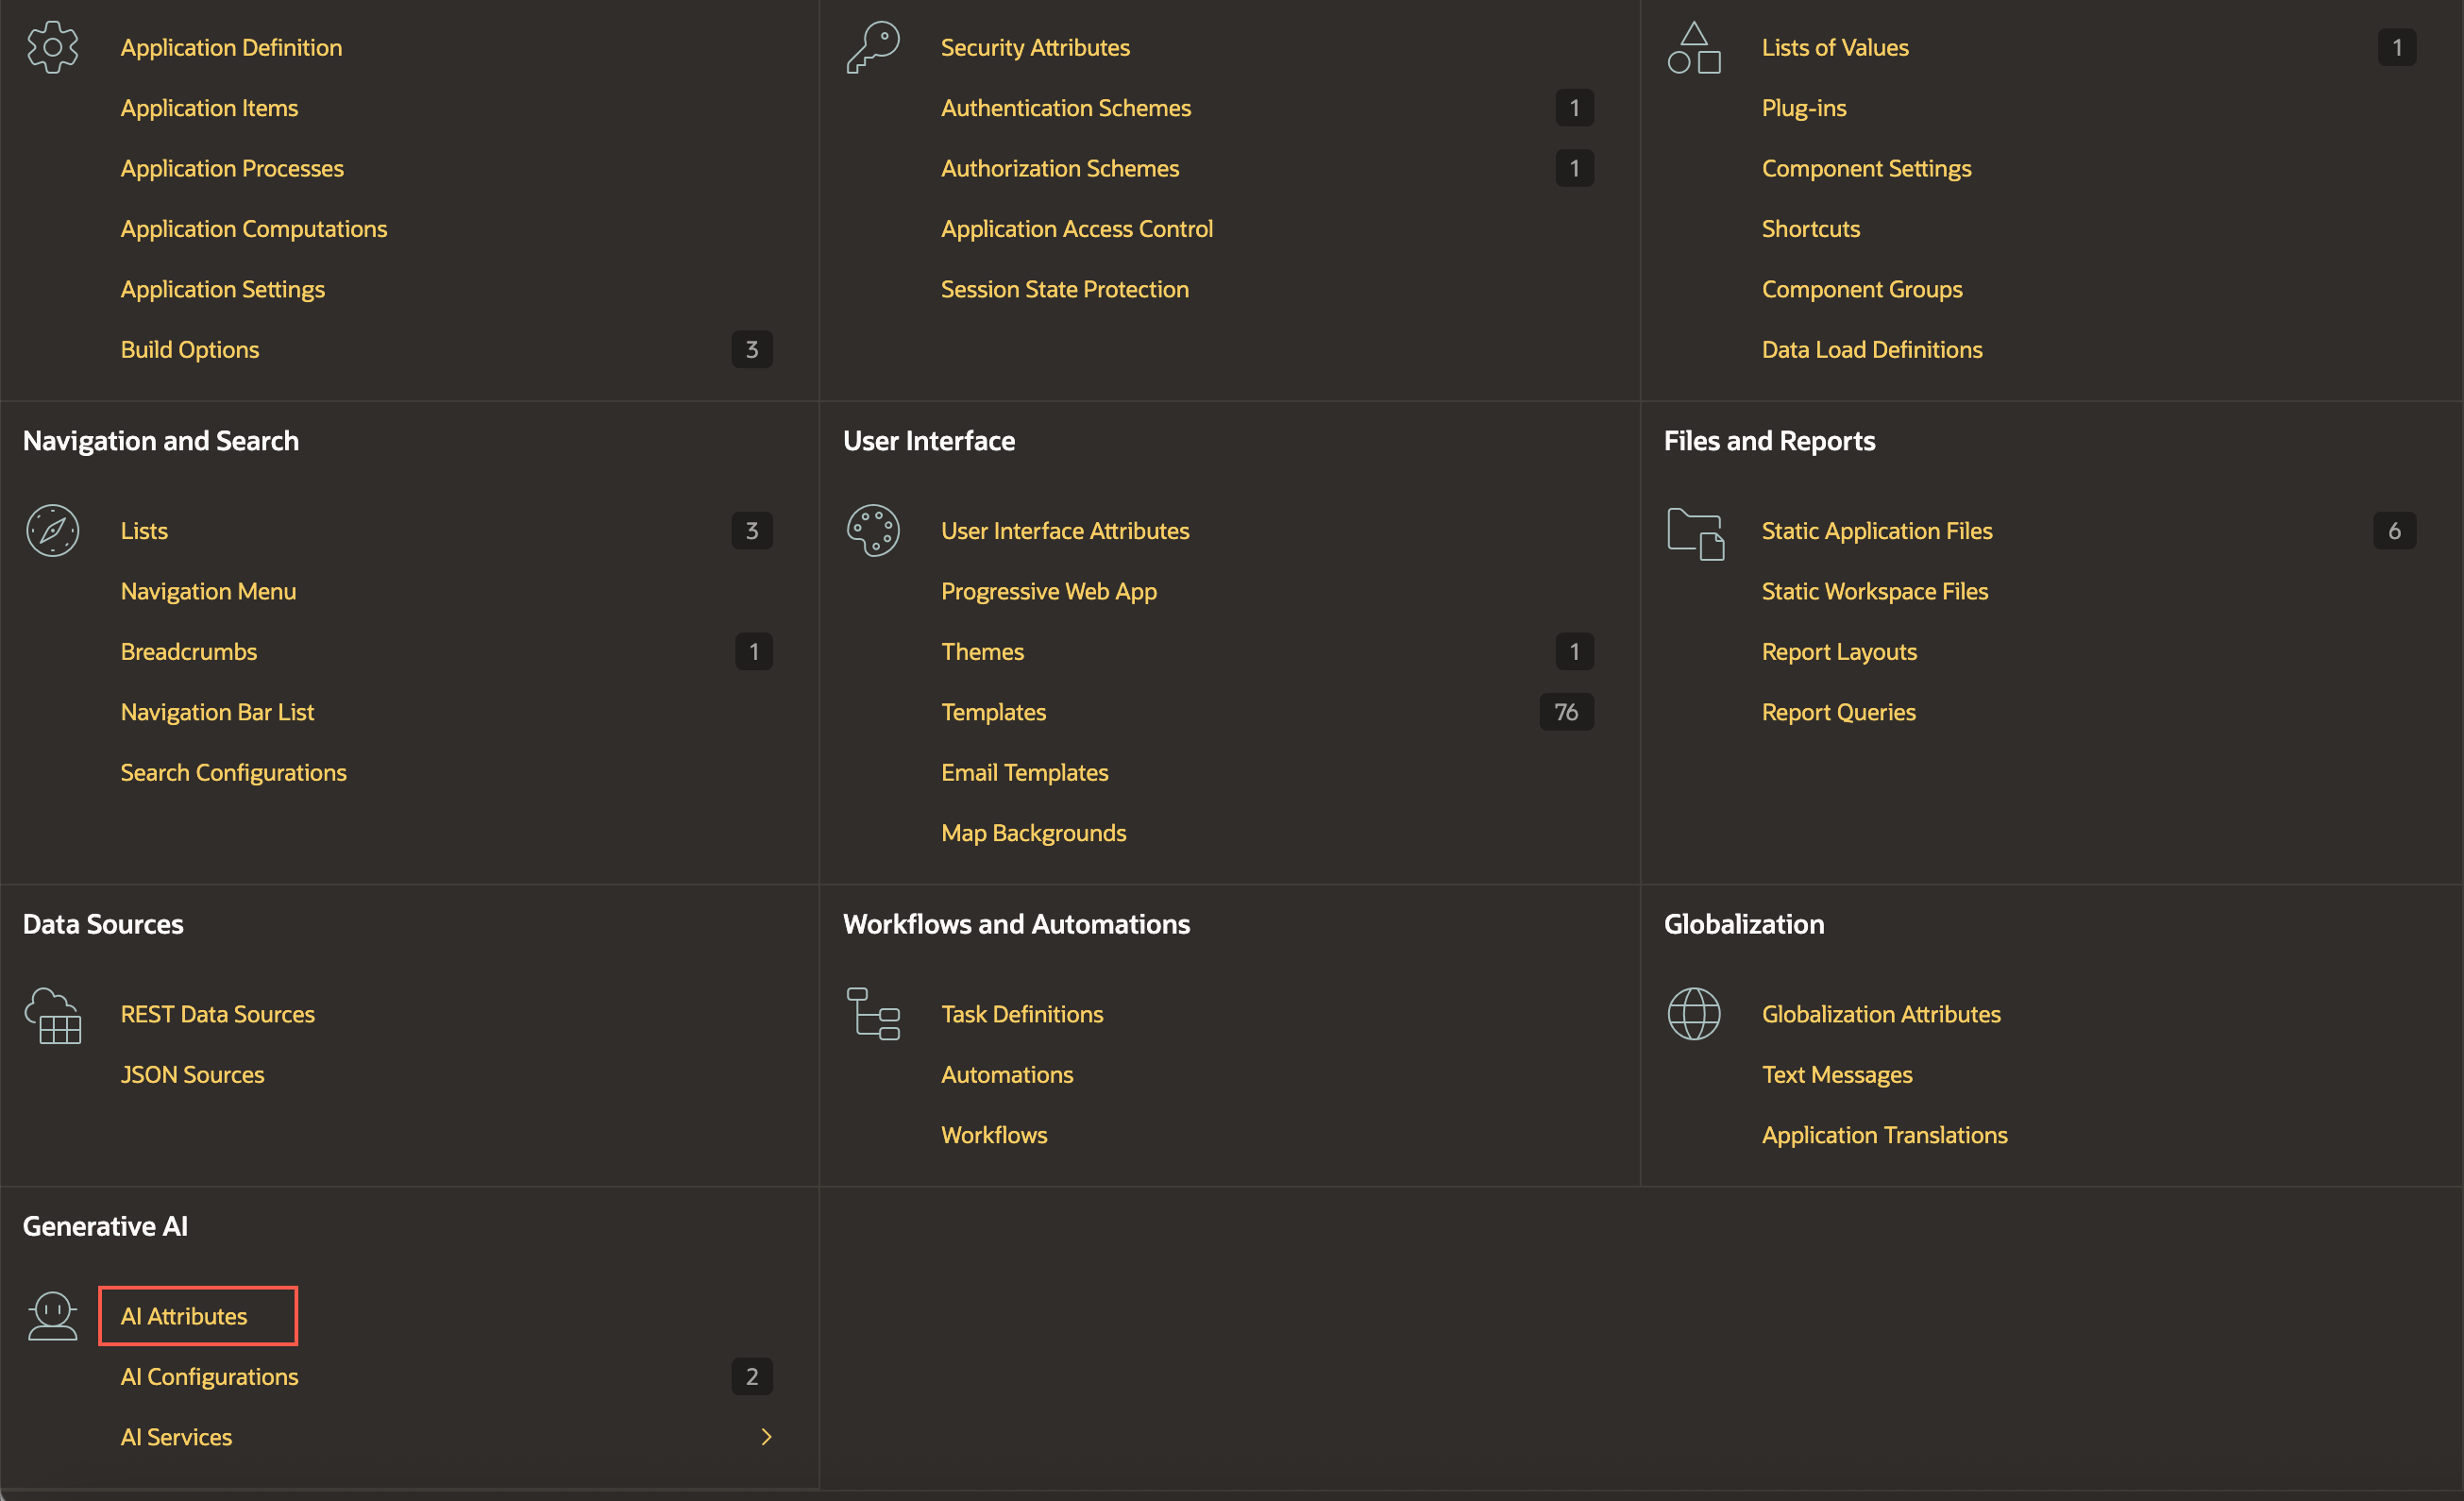 Application Definition
Application Items
Application Processes
Application Computations
Application Settings
Build Options 3
Security Attributes
Authentication Schemes 1
Authorization Schemes 1
Application Access Control
Session State Protection
Lists of Values 1
Plug-ins
Component Settings
Shortcuts
Component Groups
Data Load Definitions
Navigation and Search
Lists 3
Navigation Menu
Breadcrumbs 1
Navigation Bar List
Search Configurations
User Interface
User Interface Attributes
Progressive Web App
Themes 1
Templates 76
Email Templates
Map Backgrounds
Files and Reports
Static Application Files 6
Static Workspace Files
Report Layouts
Report Queries
Data Sources
REST Data Sources
JSON Sources
Workflows and Automations
Task Definitions
Automations
Workflows
Globalization
Globalization Attributes
Text Messages
Application Translations
Generative AI
AI Attributes
AI Configurations 2
AI Services